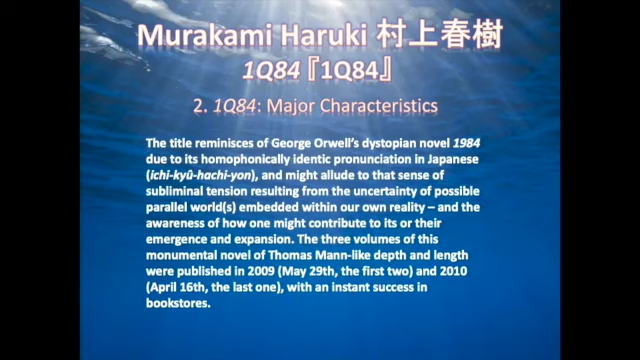 Murakami Haruki 村上春樹
1Q84『1Q84』
2. 1Q84: Major Characteristics
The title reminisces of George Orwell's dystopian novel 1984
due to its homophonically identic pronunciation in Japanese
(ichi-kyû-hachi-yon), and might allude to that sense of
subliminal tension resulting from the uncertainty of possible
parallel world(s) embedded within our own reality – and the
awareness of how one might contribute to its or their
emergence and expansion. The three volumes of this
monumental novel of Thomas Mann-like depth and length
were published in 2009 (May 29th, the first two) and 2010
(April 16th, the last one), with an instant success in
bookstores.